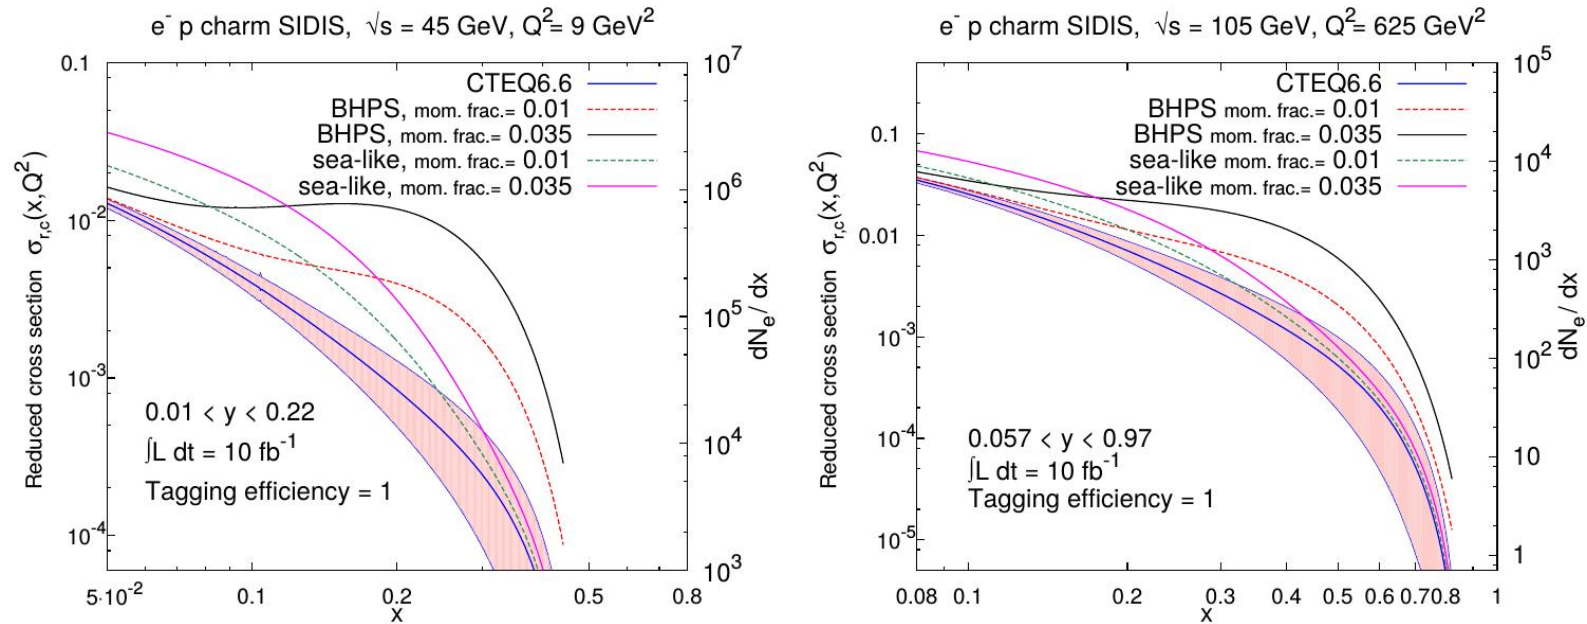 e⁻ p charm SIDIS, √s = 45 GeV, Q²= 9 GeV²
0.1
10⁻²
10⁻³
10⁻⁴
Reduced cross section σr,c(x,Q²)
CTEQ6.6
BHPS, mom. frac.= 0.01
BHPS, mom. frac.= 0.035
sea-like, mom. frac.= 0.01
sea-like, mom. frac.= 0.035
0.01 < y < 0.22
∫L dt = 10 fb⁻¹
Tagging efficiency = 1
10⁷
10⁶
10⁵
10⁴
10³
dNe/ dx
5·10⁻² 0.1 0.2 0.5 0.8
x
e⁻ p charm SIDIS, √s = 105 GeV, Q²= 625 GeV²
0.1
0.01
10⁻³
10⁻⁴
10⁻⁵
Reduced cross section σr,c(x,Q²)
CTEQ6.6
BHPS mom. frac.= 0.01
BHPS mom. frac.= 0.035
sea-like mom. frac.= 0.01
sea-like mom. frac.= 0.035
0.057 < y < 0.97
∫L dt = 10 fb⁻¹
Tagging efficiency = 1
10⁵
10⁴
10³
10²
10
1
dNe/ dx
0.08 0.1 0.2 0.3 0.4 0.5 0.6 0.7 0.8 1
x